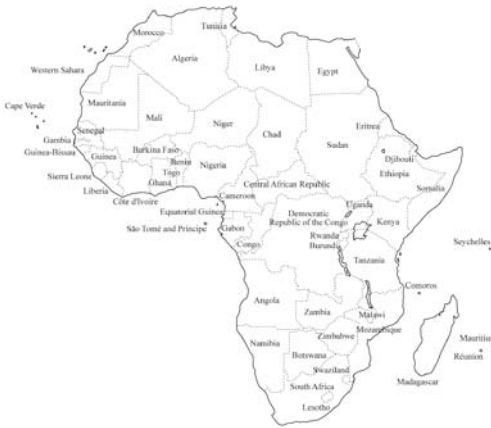 Tunisia
Morocco
Algeria
Libya
Egypt
Western Sahara
Cape Verde
Mauritania
Mali
Niger
Chad
Sudan
Eritrea
Senegal
Gambia
Guinea-Bissau
Guinea
Burkina Faso
Benin
Togo
Ghana
Nigeria
Djibouti
Ethiopia
Somalia
Sierra Leone
Liberia
Côte d'Ivoire
Central African Republic
Cameroon
Equatorial Guinea
São Tomé and Principe
Gabon
Congo
Democratic
Republic of the Congo
Uganda
Kenya
Rwanda
Burundi
Tanzania
Seychelles
Comoros
Angola
Zambia
Malawi
Mozambique
Zimbabwe
Namibia
Botswana
Swaziland
South Africa
Lesotho
Madagascar
Mauritius
Réunion